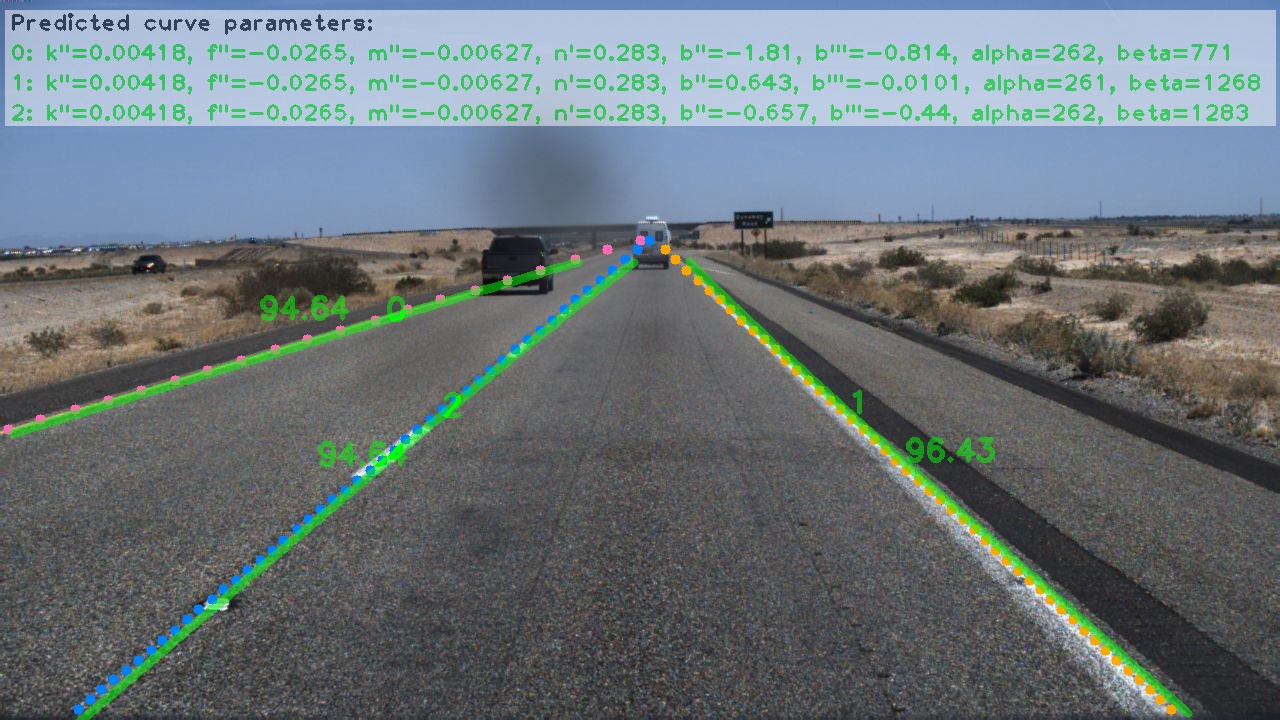 Predicted curve parameters:
0: k''=0.00418, f''=−0.0265, m''=−0.00627, n'=0.283, b''=−1.81, b'''=−0.814, alpha=262, beta=771
1: k''=0.00418, f''=−0.0265, m''=−0.00627, n'=0.283, b''=0.643, b'''=−0.0101, alpha=261, beta=1268
2: k''=0.00418, f''=−0.0265, m''=−0.00627, n'=0.283, b''=−0.657, b'''=−0.44, alpha=262, beta=1283
94.64 0
2
1
94.64
96.43